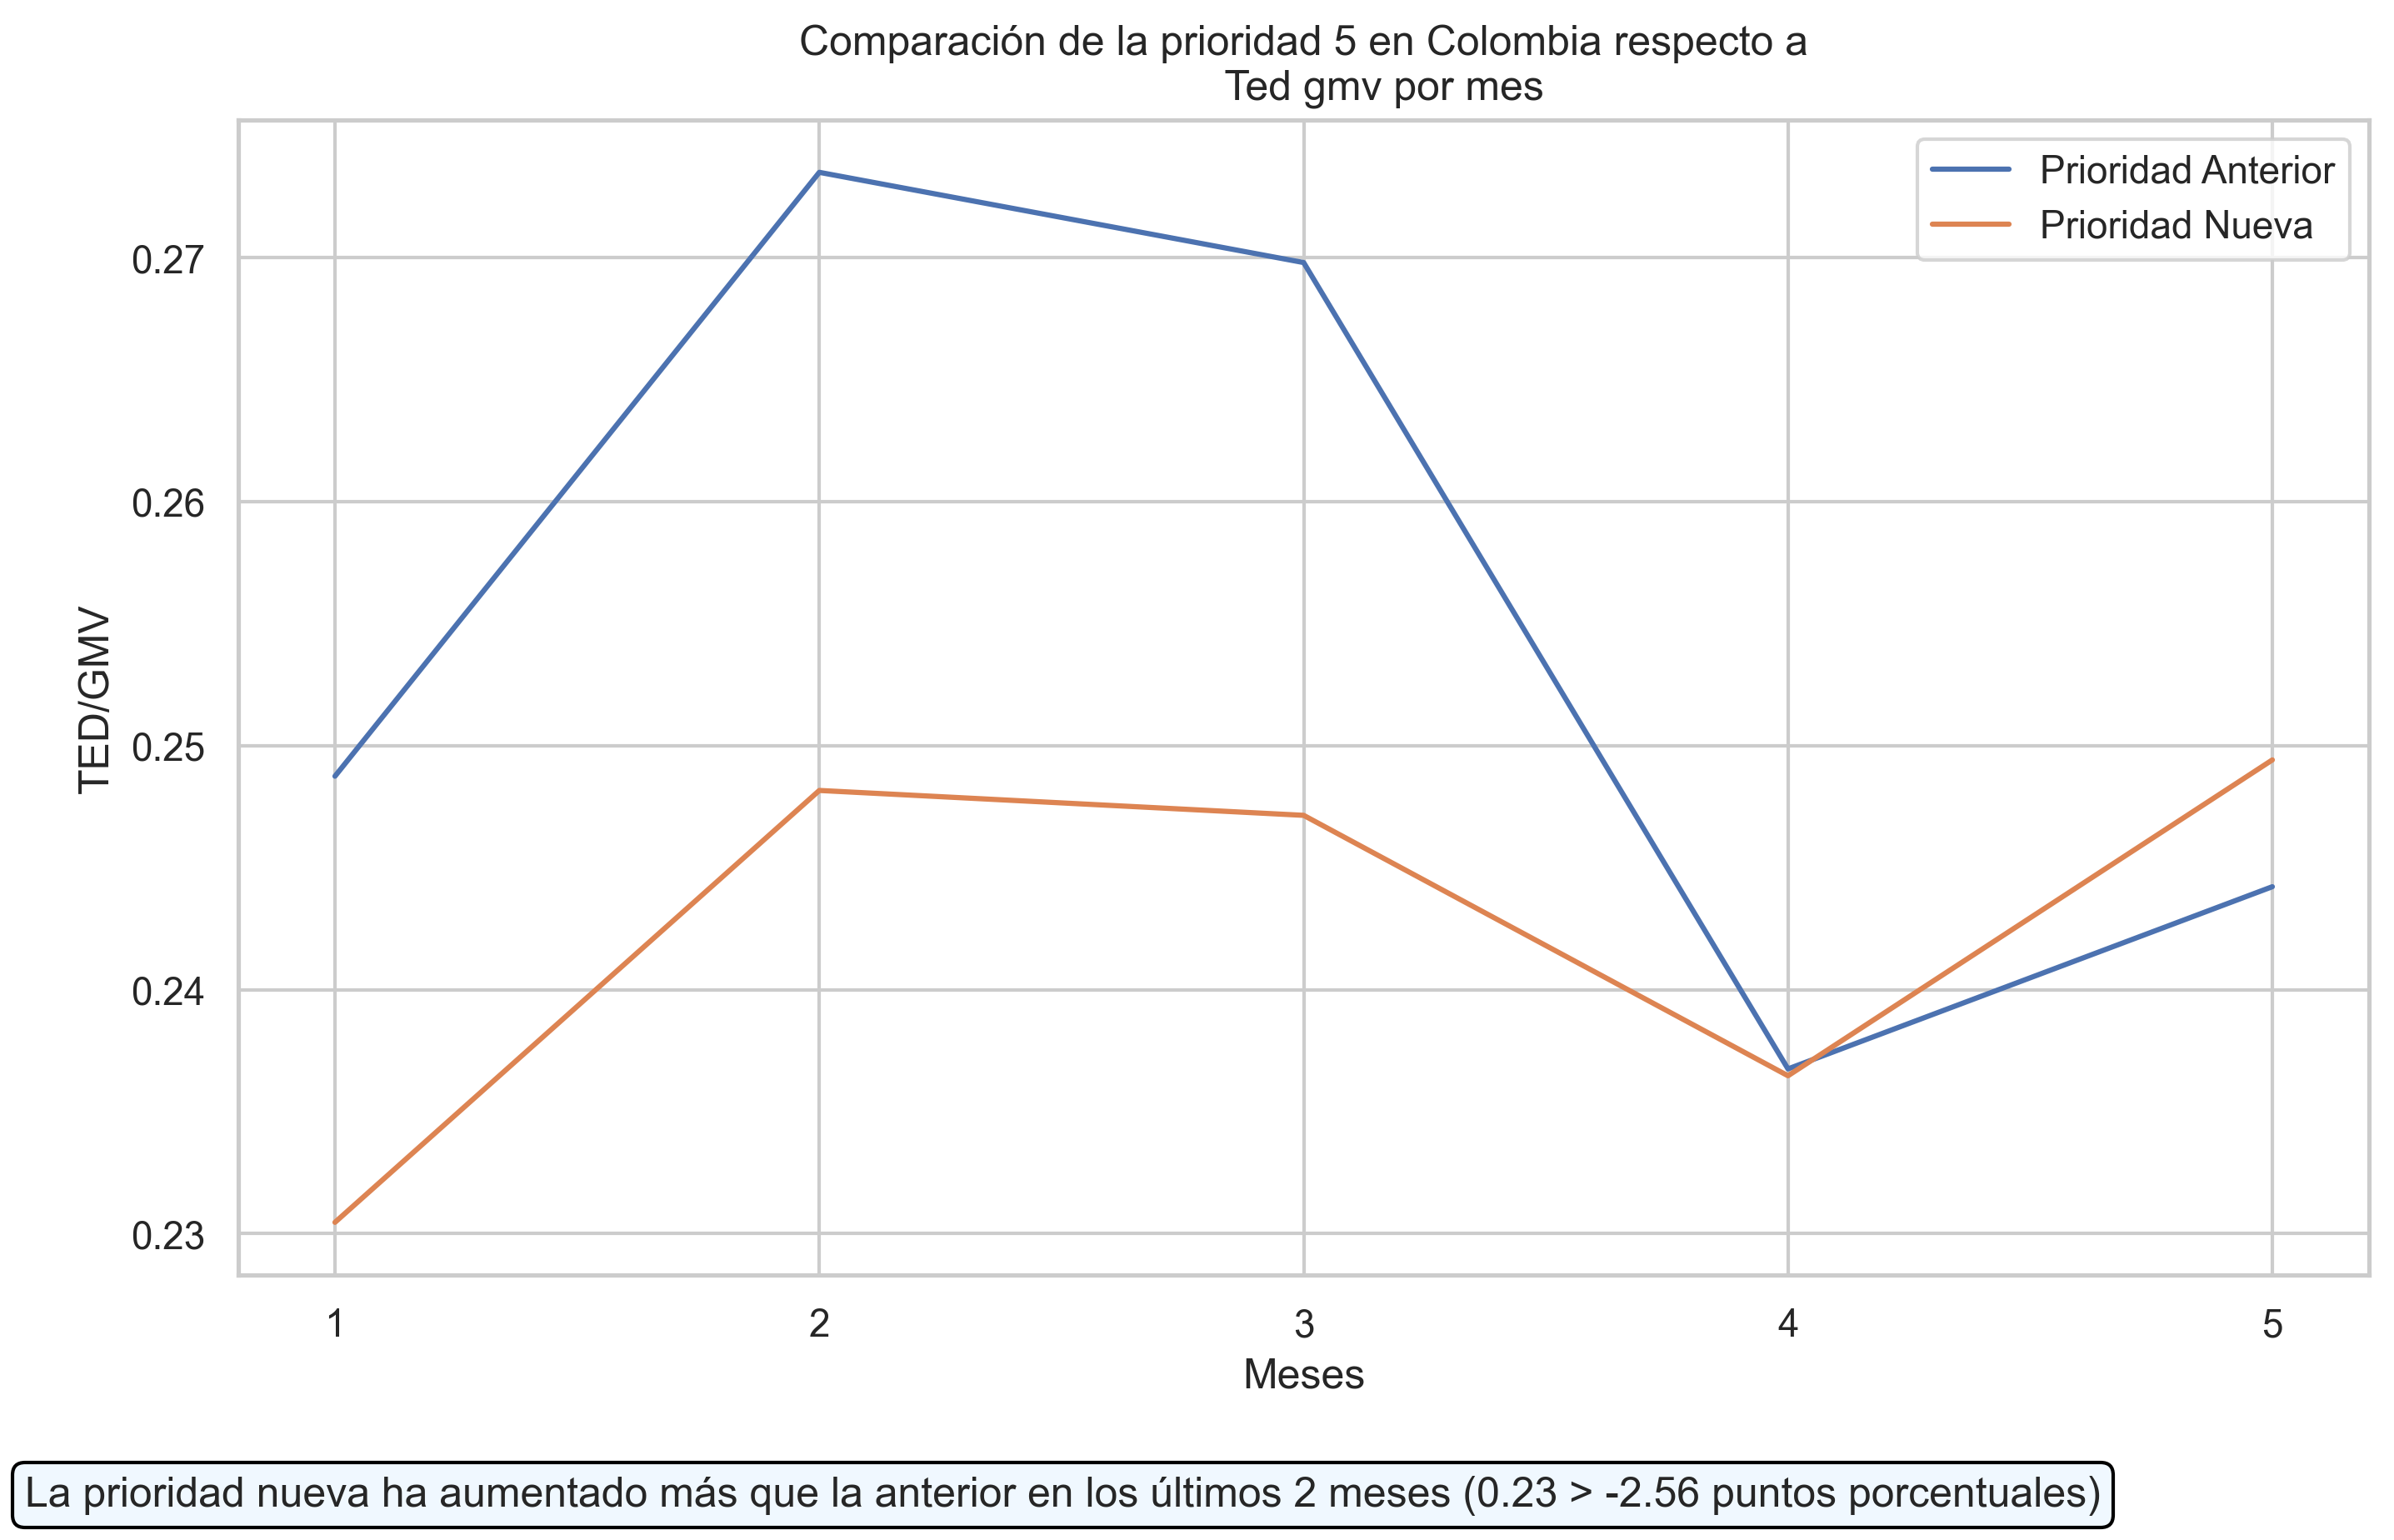 Comparación de la prioridad 5 en Colombia respecto a
Ted gmv por mes
Prioridad Anterior
Prioridad Nueva
0.27
0.26
0.25
0.24
0.23
TED/GMV
1 2 3 4 5
Meses
La prioridad nueva ha aumentado más que la anterior en los últimos 2 meses (0.23 > -2.56 puntos porcentuales)